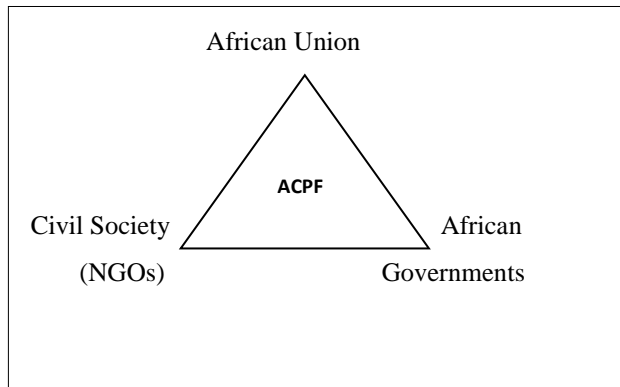 African Union
ACPF
Civil Society
(NGOs)
African
Governments